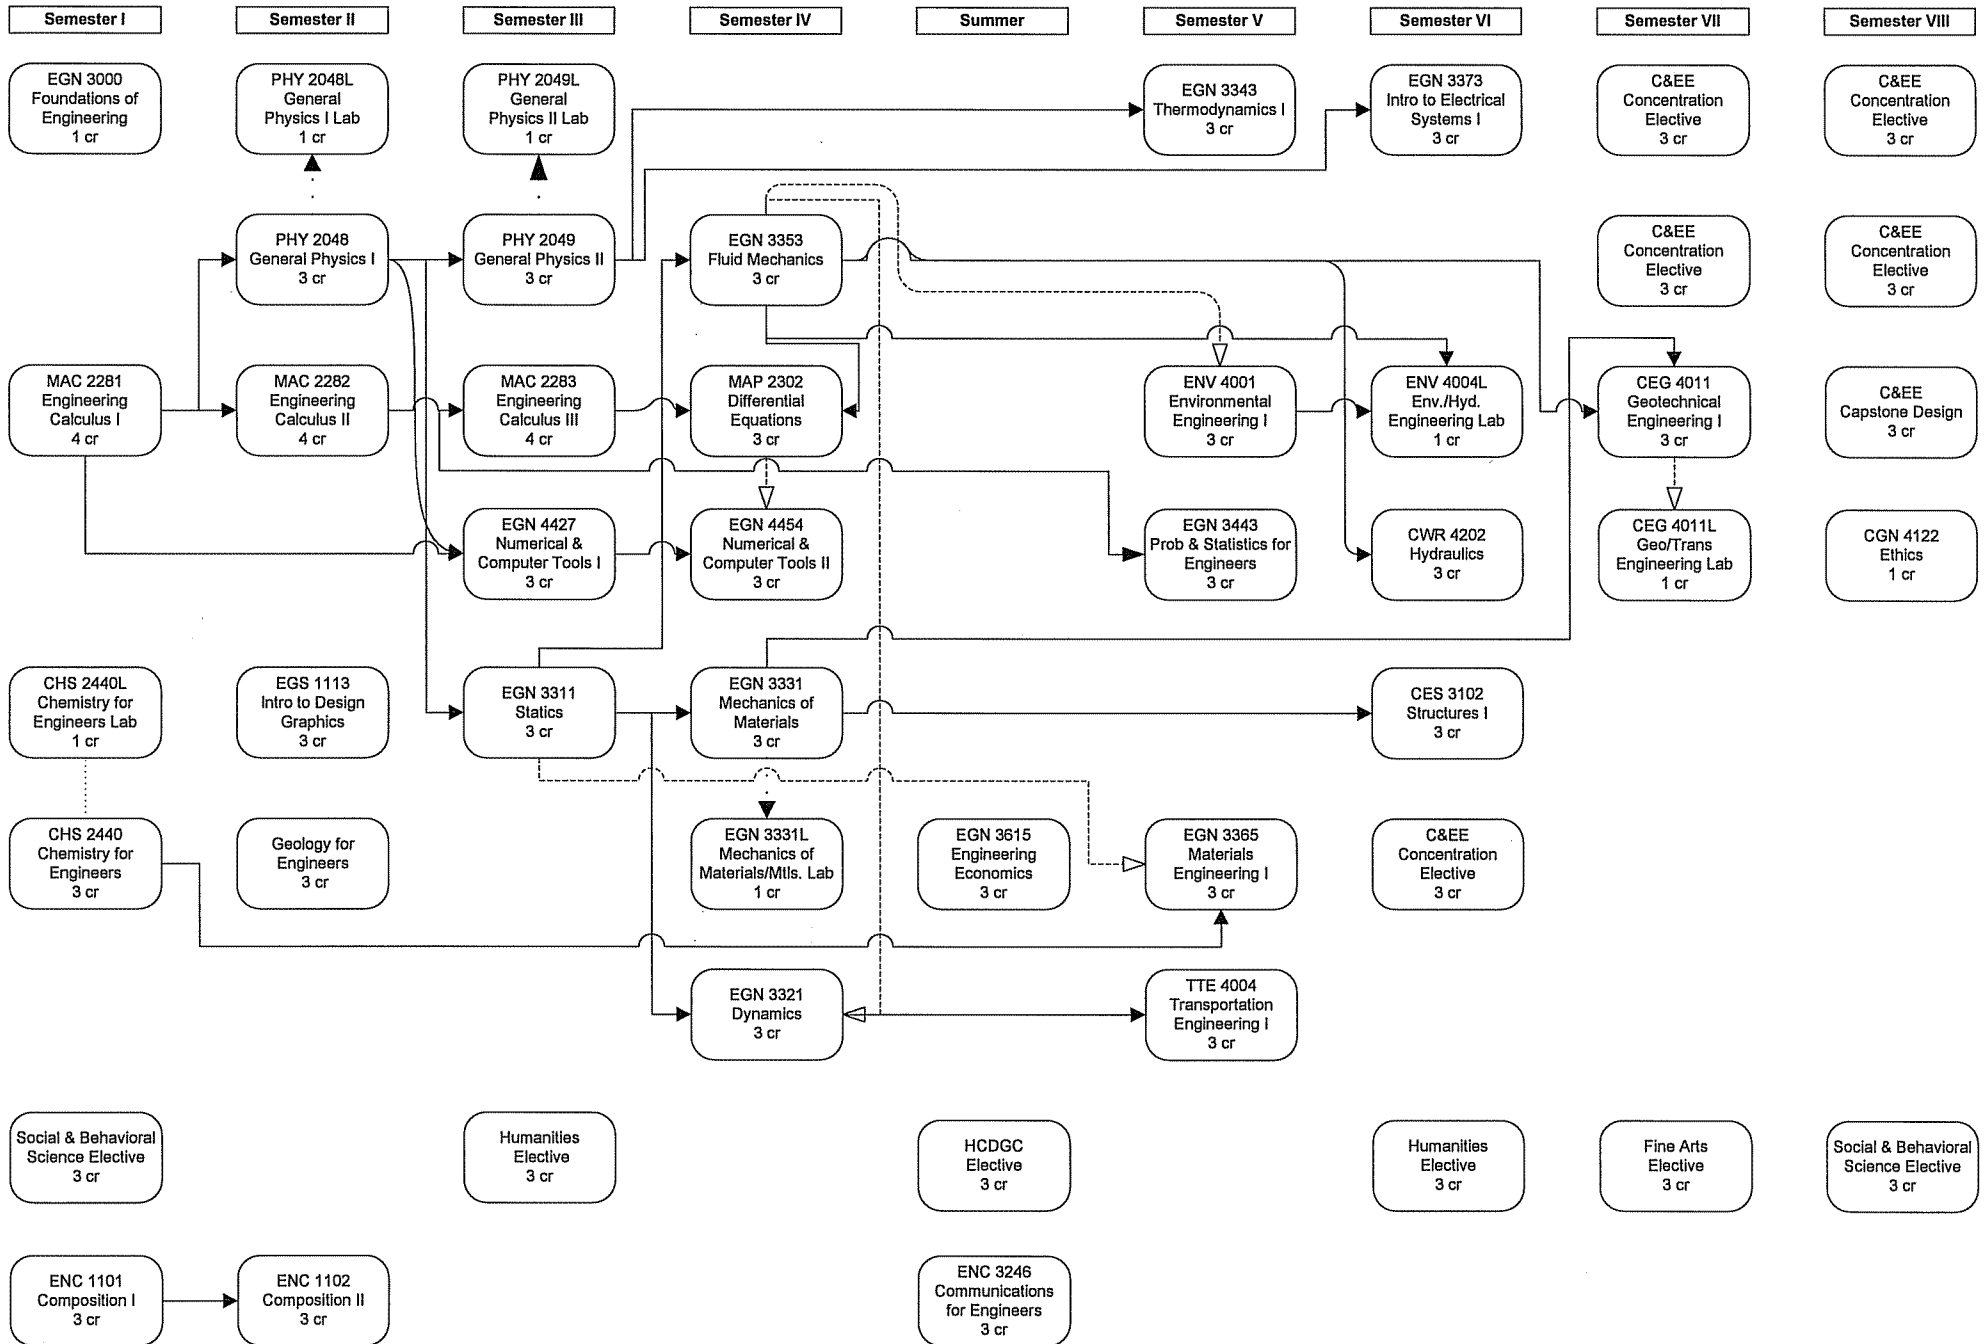 Semester I
Semester II
Semester III
Semester IV
Summer
Semester V
Semester VI
Semester VII
Semester VIII
EGN 3000
Foundations of
Engineering
1 cr
PHY 2048L
General
Physics I Lab
1 cr
PHY 2049L
General
Physics II Lab
1 cr
EGN 3343
Thermodynamics I
3 cr
EGN 3373
Intro to Electrical
Systems I
3 cr
C&EE
Concentration
Elective
3 cr
C&EE
Concentration
Elective
3 cr
PHY 2048
General Physics I
3 cr
PHY 2049
General Physics II
3 cr
EGN 3353
Fluid Mechanics
3 cr
C&EE
Concentration
Elective
3 cr
C&EE
Concentration
Elective
3 cr
MAC 2281
Engineering
Calculus I
4 cr
MAC 2282
Engineering
Calculus II
4 cr
MAC 2283
Engineering
Calculus III
4 cr
MAP 2302
Differential
Equations
3 cr
ENV 4001
Environmental
Engineering I
3 cr
ENV 4004L
Env./Hyd.
Engineering Lab
1 cr
CEG 4011
Geotechnical
Engineering I
3 cr
C&EE
Capstone Design
3 cr
EGN 4427
Numerical &
Computer Tools I
3 cr
EGN 4454
Numerical &
Computer Tools II
3 cr
EGN 3443
Prob & Statistics for
Engineers
3 cr
CWR 4202
Hydraulics
3 cr
CEG 4011L
Geo/Trans
Engineering Lab
1 cr
CGN 4122
Ethics
1 cr
CHS 2440L
Chemistry for
Engineers Lab
1 cr
EGS 1113
Intro to Design
Graphics
3 cr
EGN 3311
Statics
3 cr
EGN 3331
Mechanics of
Materials
3 cr
CES 3102
Structures I
3 cr
CHS 2440
Chemistry for
Engineers
3 cr
Geology for
Engineers
3 cr
EGN 3331L
Mechanics of
Materials/Mtls. Lab
1 cr
EGN 3615
Engineering
Economics
3 cr
EGN 3365
Materials
Engineering I
3 cr
C&EE
Concentration
Elective
3 cr
EGN 3321
Dynamics
3 cr
TTE 4004
Transportation
Engineering I
3 cr
Social & Behavioral
Science Elective
3 cr
Humanities
Elective
3 cr
HCDGC
Elective
3 cr
Humanities
Elective
3 cr
Fine Arts
Elective
3 cr
Social & Behavioral
Science Elective
3 cr
ENC 1101
Composition I
3 cr
ENC 1102
Composition II
3 cr
ENC 3246
Communications
for Engineers
3 cr